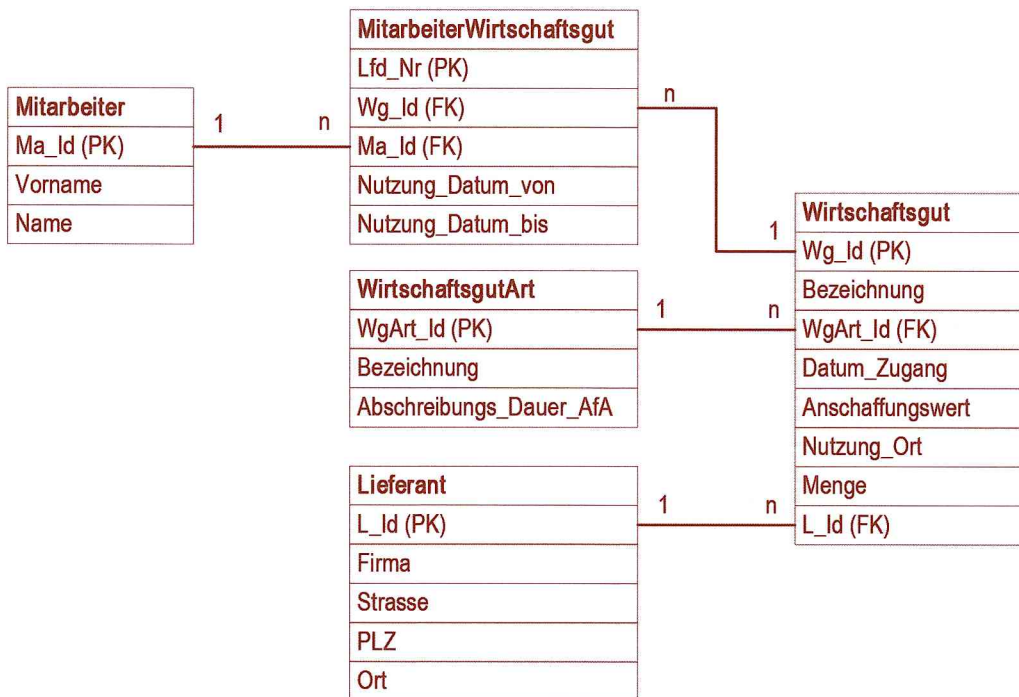 Mitarbeiter
Ma_Id (PK)
Vorname
Name
1
n
MitarbeiterWirtschaftsgut
Lfd_Nr (PK)
Wg_Id (FK)
Ma_Id (FK)
Nutzung_Datum_von
Nutzung_Datum_bis
n
1
WirtschaftsgutArt
WgArt_Id (PK)
Bezeichnung
Abschreibungs_Dauer_AfA
1
n
Lieferant
L_Id (PK)
Firma
Strasse
PLZ
Ort
1
n
Wirtschaftsgut
Wg_Id (PK)
Bezeichnung
WgArt_Id (FK)
Datum_Zugang
Anschaffungswert
Nutzung_Ort
Menge
L_Id (FK)